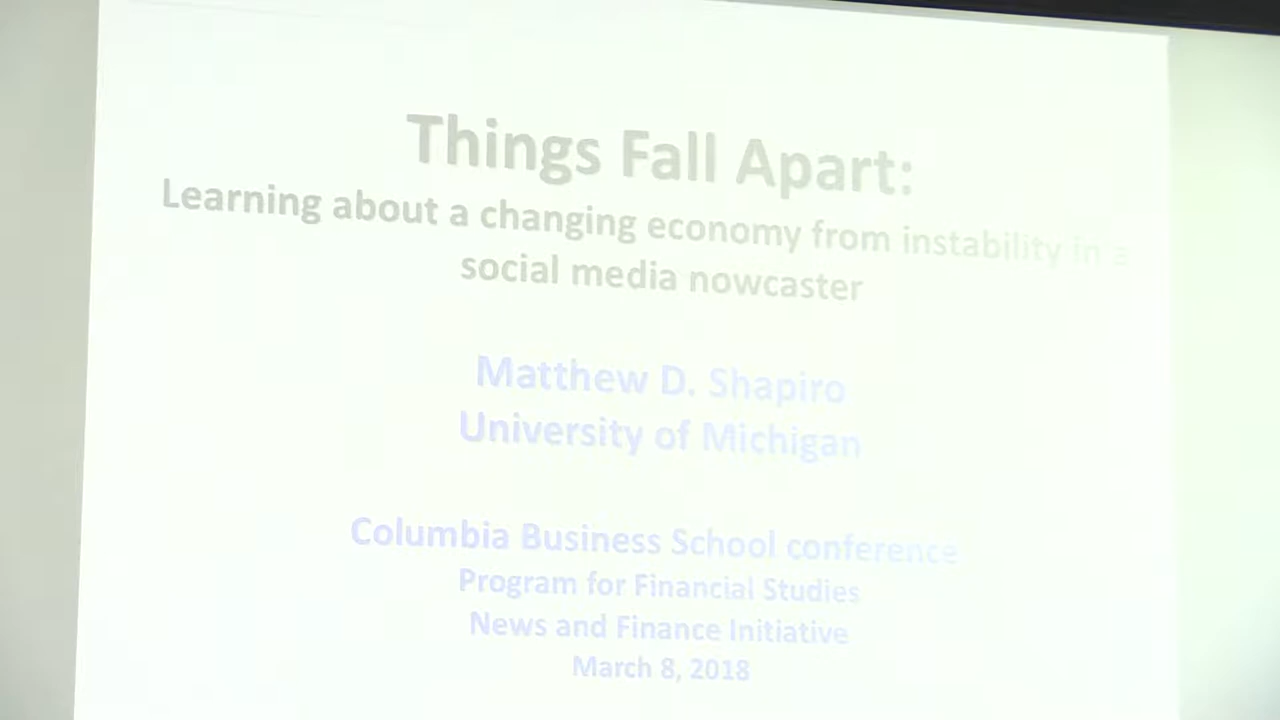 Things Fall Apart:
Learning about a changing economy from instability in a
social media nowcaster
Matthew D. Shapiro
University of Michigan
Columbia Business School conference
Program for Financial Studies
News and Finance Initiative
March 8, 2018